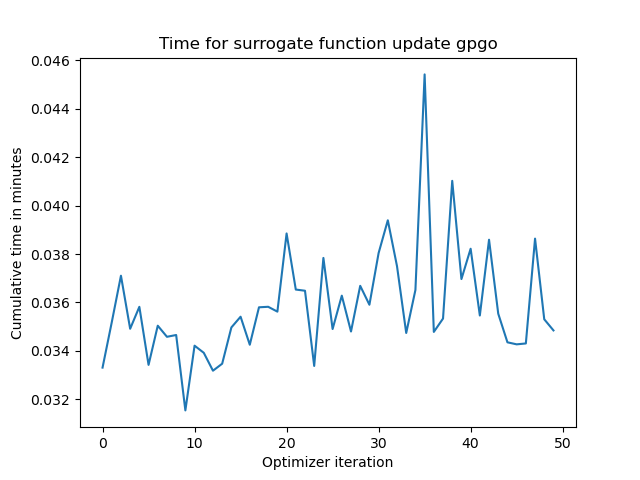 Time for surrogate function update gpgo
0.046
0.044
0.042
0.040
0.038
0.036
0.034
0.032
Cumulative time in minutes
0 10 20 30 40 50
Optimizer iteration